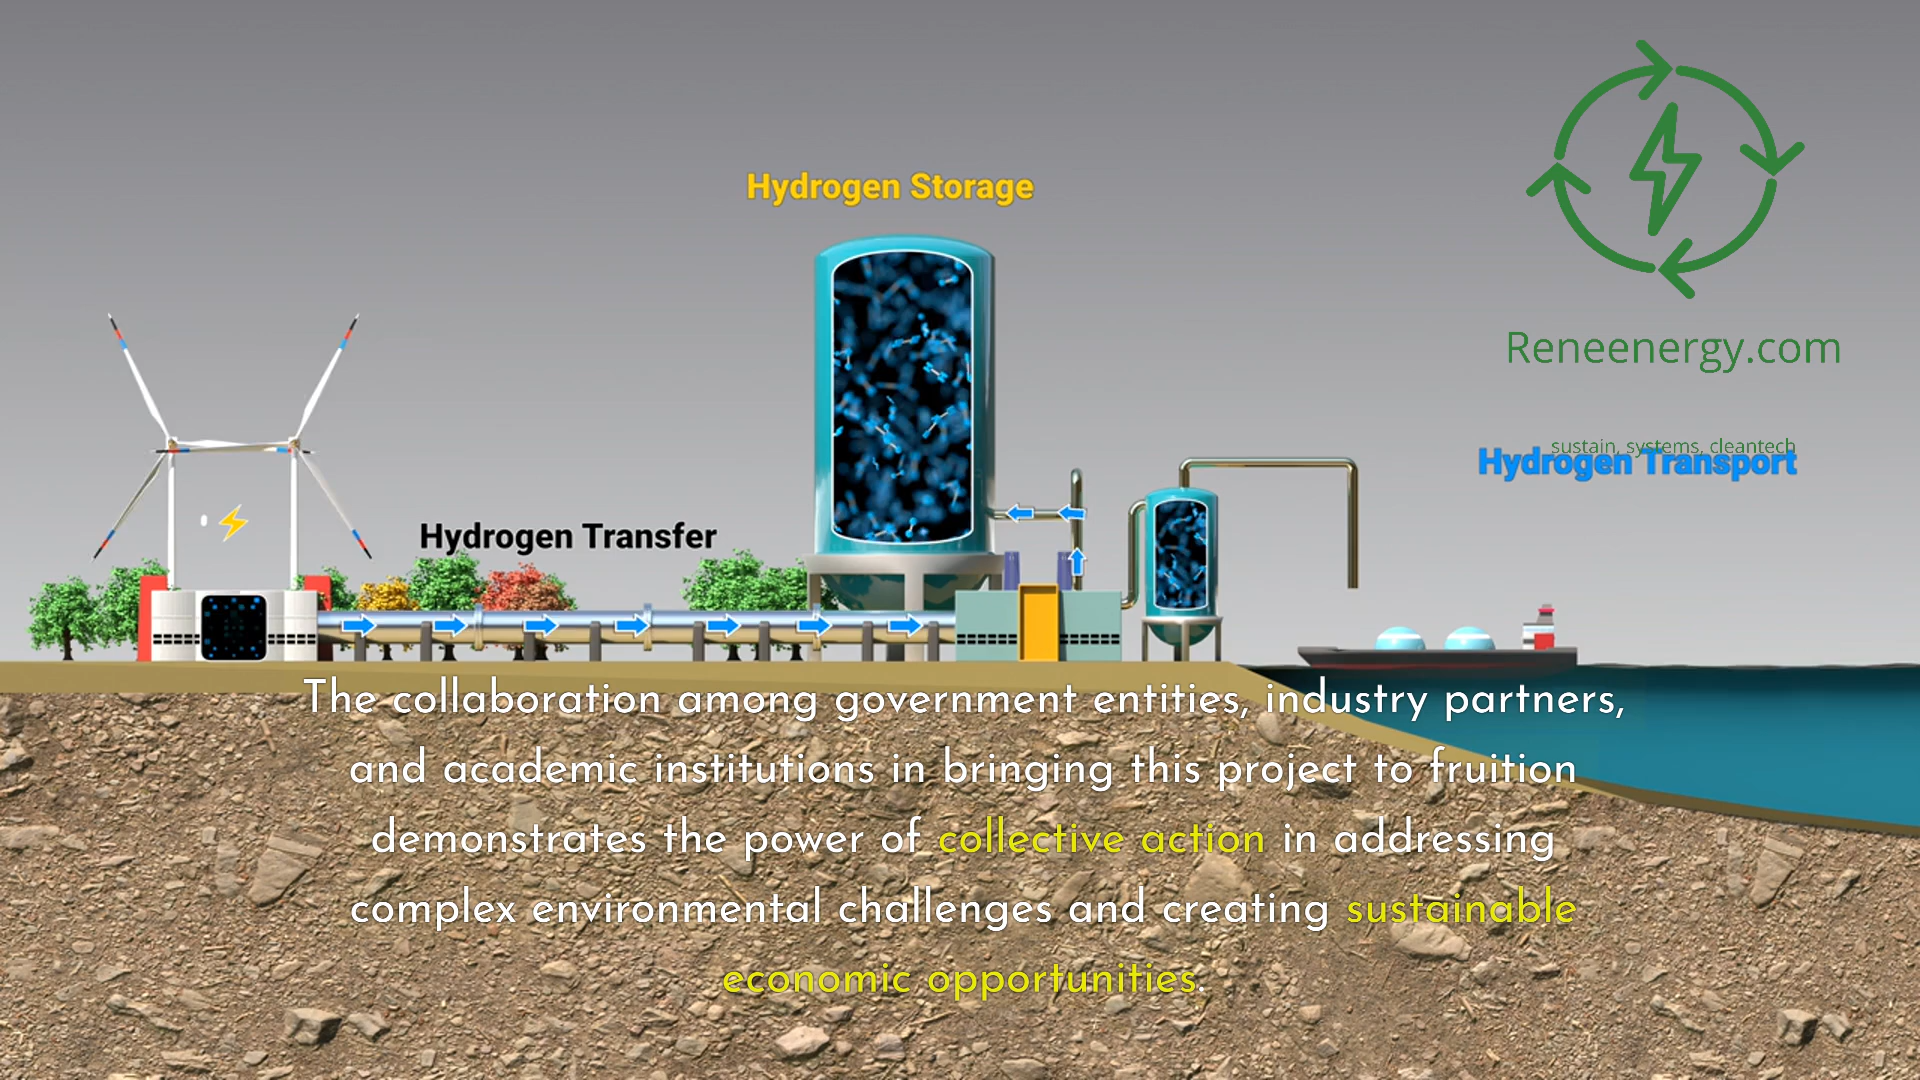 Hydrogen Storage
Reneenergy.com
sustain, systems, cleantech
Hydrogen Transport
Hydrogen Transfer
The collaboration among government entities, industry partners,
and academic institutions in bringing this project to fruition
demonstrates the power of collective action in addressing
complex environmental challenges and creating sustainable
economic opportunities.